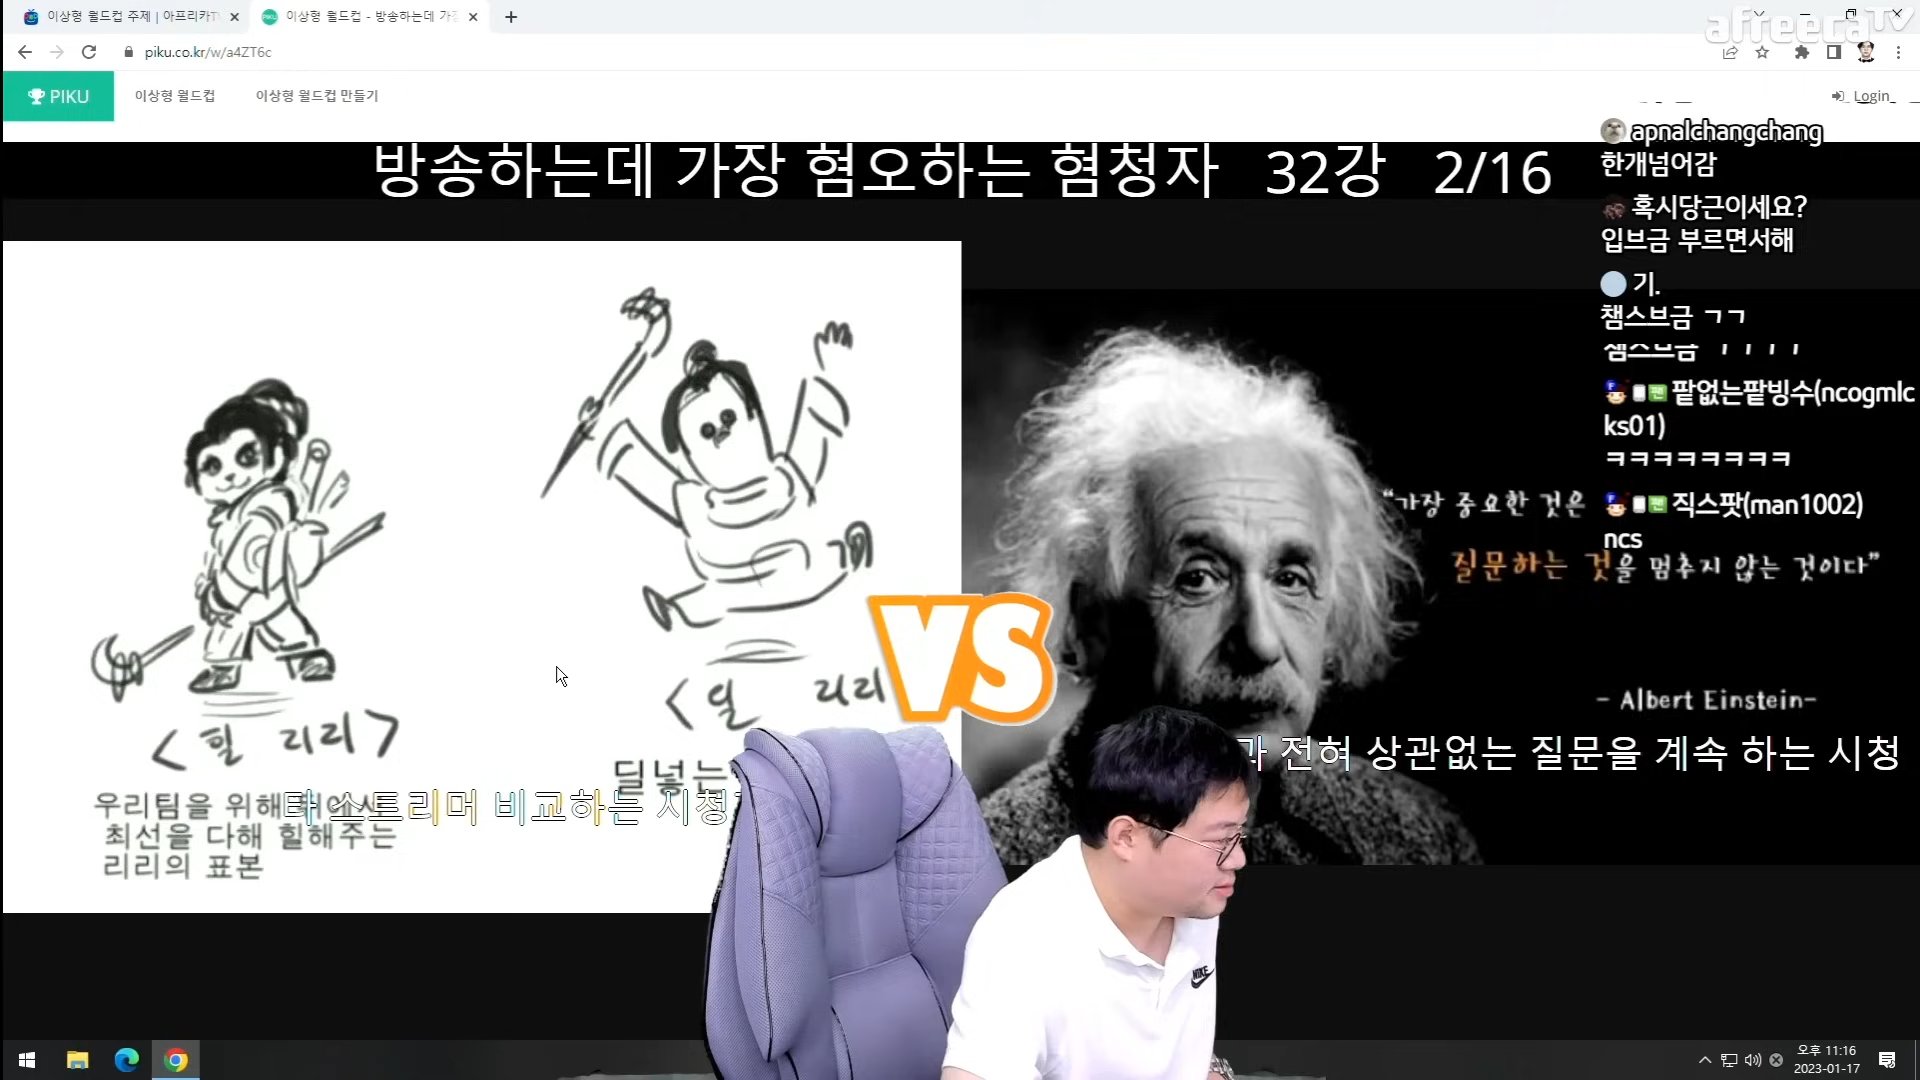 이상형 월드컵 주제 | 아프리카T
이상형 월드컵 - 방송하는데 가장
afreecaTV
piku.co.kr/w/a4ZT6c
PIKU
이상형 월드컵
이상형 월드컵 만들기
Login
방송하는데 가장 혐오하는 혐청자 32강 2/16
apnalchangchang
한개넘어감
혹시당근이세요?
입브금 부르면서해
기.
챔스브금 ㄱㄱ
팥없는팥빙수(ncogmlc
ks01)
ㅋㅋㅋㅋㅋㅋㅋㅋ
직스팟(man1002)
ncs
“가장 중요한 것은
질문하는 것을 멈추지 않는 것이다”
- Albert Einstein-
VS
<힐 리리>
<딜 리리
딜넣는
우리팀을 위해
최선을 다해 힐해주는
리리의 표본
타 스트리머 비교하는 시청
과 전혀 상관없는 질문을 계속 하는 시청
NIKE
오후 11:16
2023-01-17